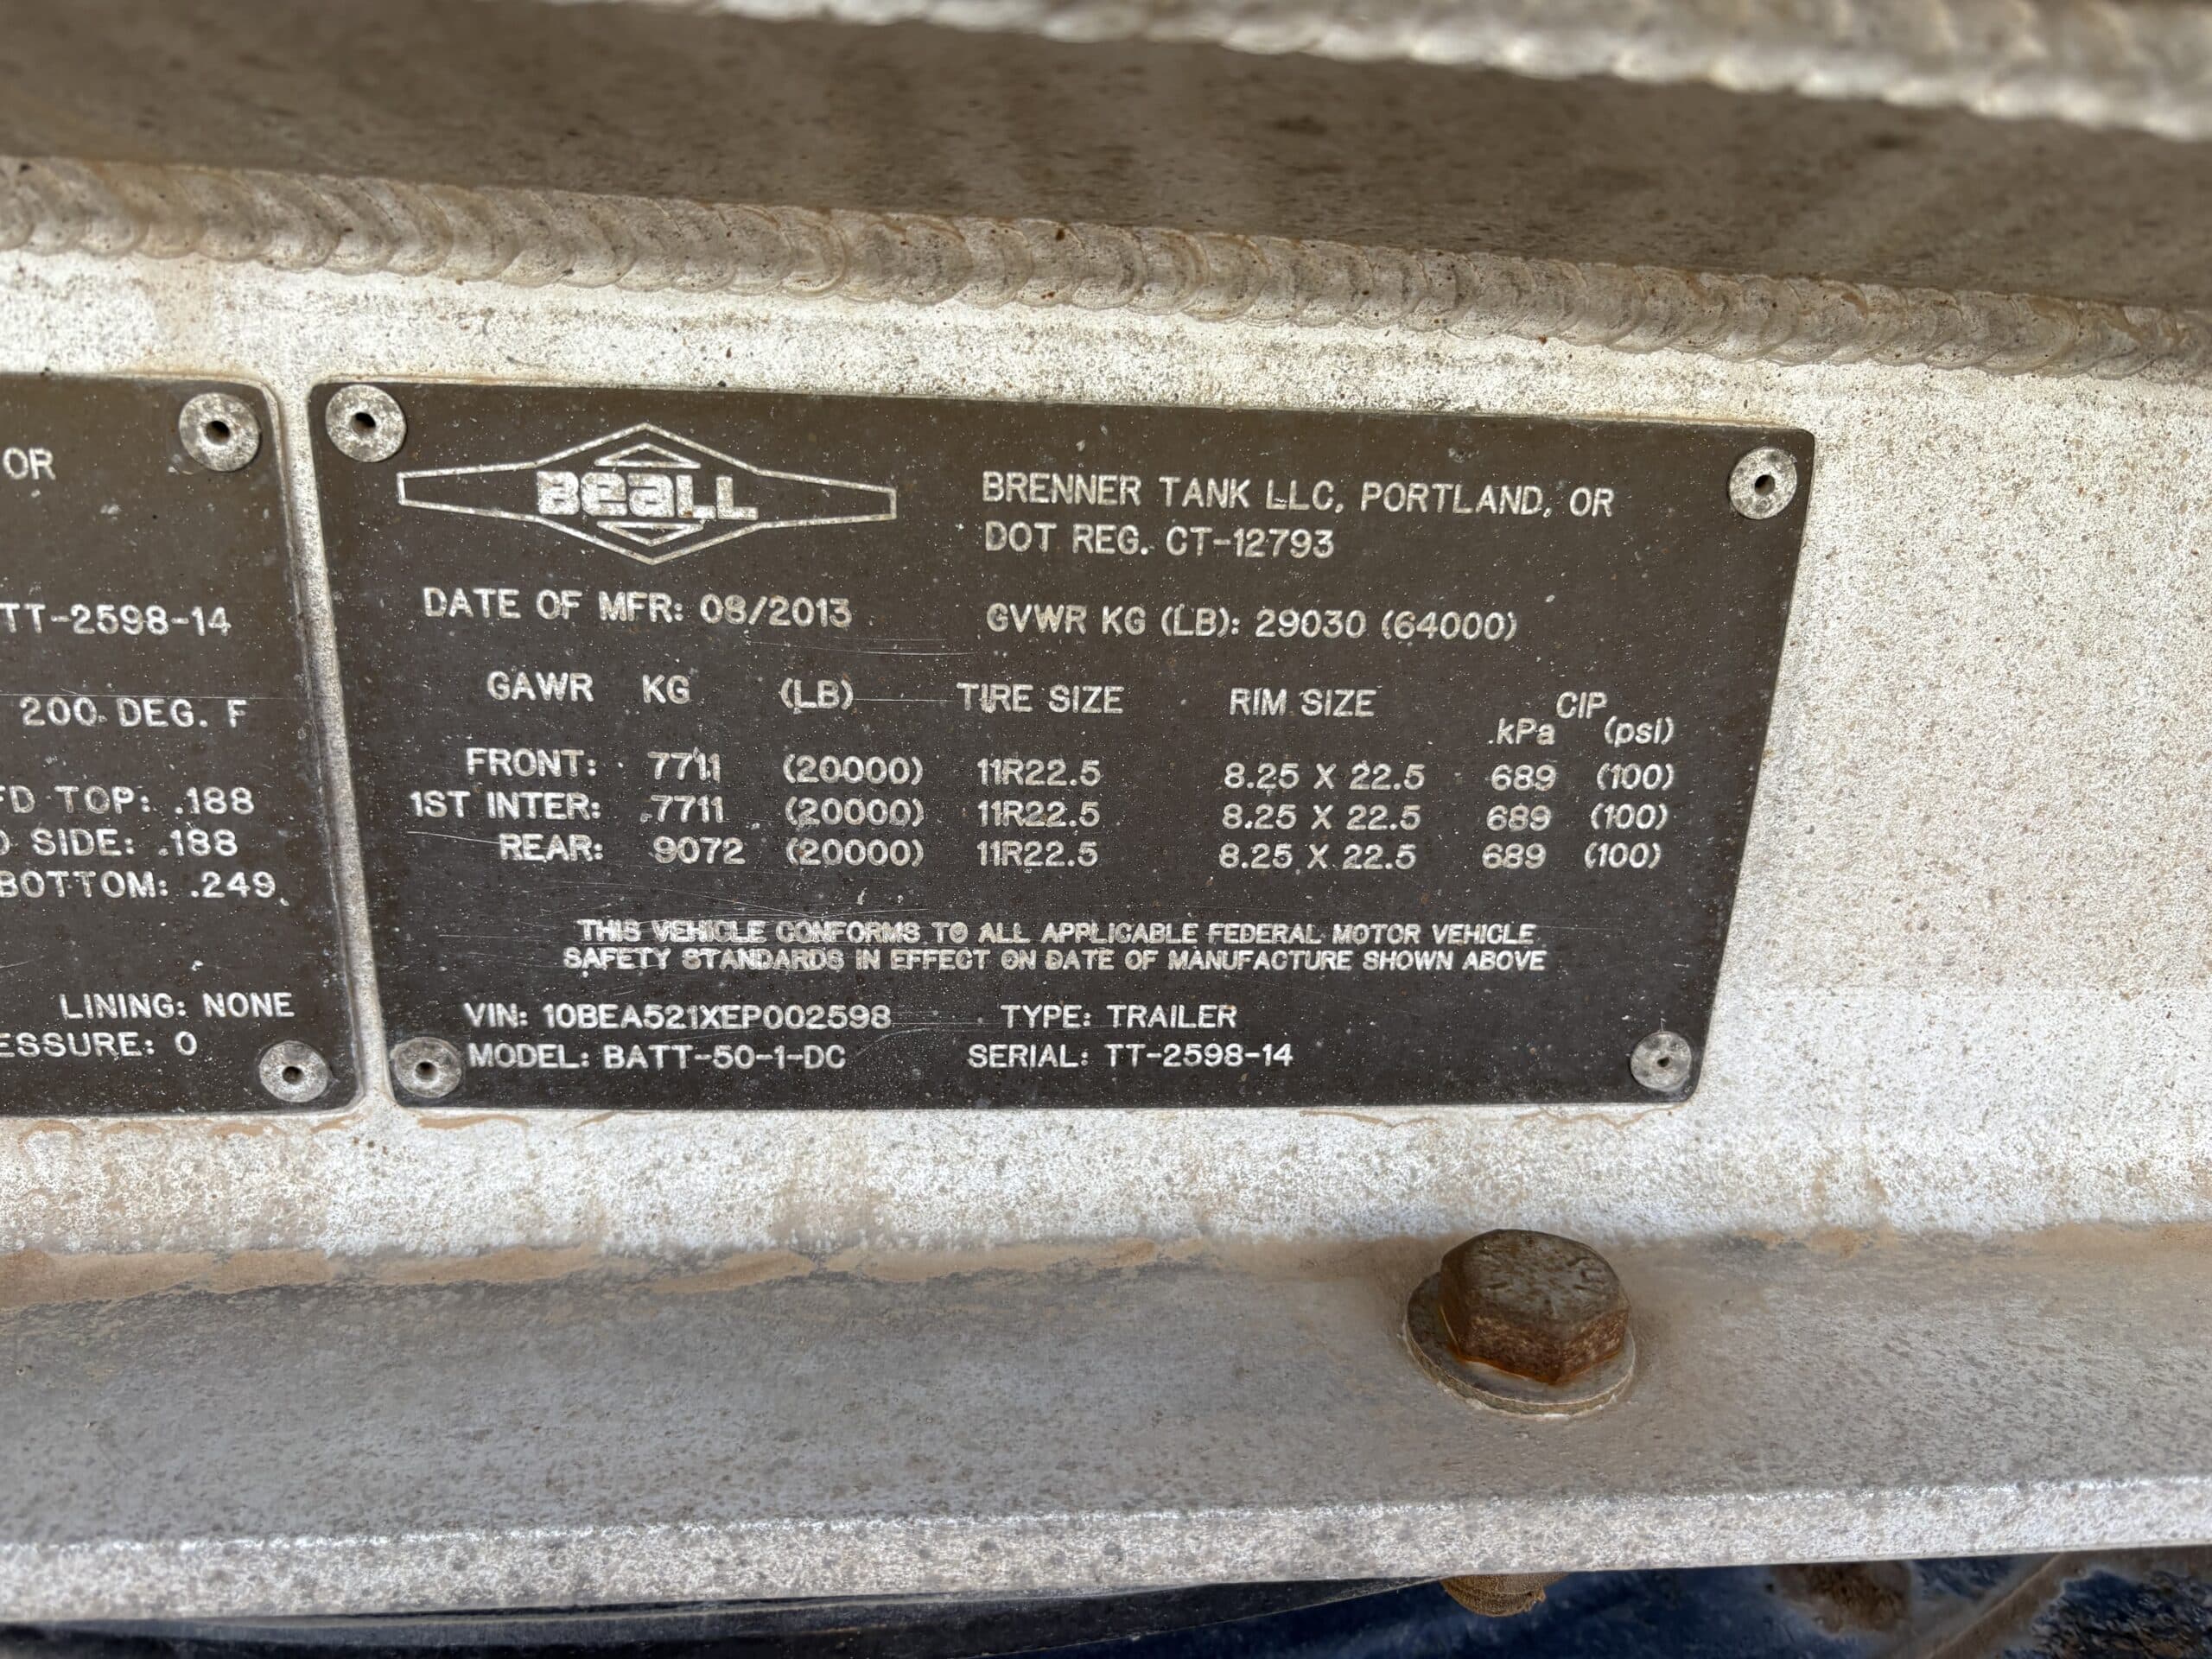 OR
TT-2598-14
200 DEG. F
FD TOP: .188
D SIDE: .188
BOTTOM: .249
LINING: NONE
ESSURE: 0
BEALL
BRENNER TANK LLC, PORTLAND, OR
DOT REG. CT-12793
DATE OF MFR: 08/2013
GVWR KG (LB): 29030 (64000)
GAWR KG (LB) TIRE SIZE RIM SIZE CIP
kPa (psi)
FRONT: 7711 (20000) 11R22.5 8.25 X 22.5 689 (100)
1ST INTER: 7711 (20000) 11R22.5 8.25 X 22.5 689 (100)
REAR: 9072 (20000) 11R22.5 8.25 X 22.5 689 (100)
THIS VEHICLE CONFORMS TO ALL APPLICABLE FEDERAL MOTOR VEHICLE
SAFETY STANDARDS IN EFFECT ON DATE OF MANUFACTURE SHOWN ABOVE
VIN: 10BEA521XEP002598 TYPE: TRAILER
MODEL: BATT-50-1-DC SERIAL: TT-2598-14